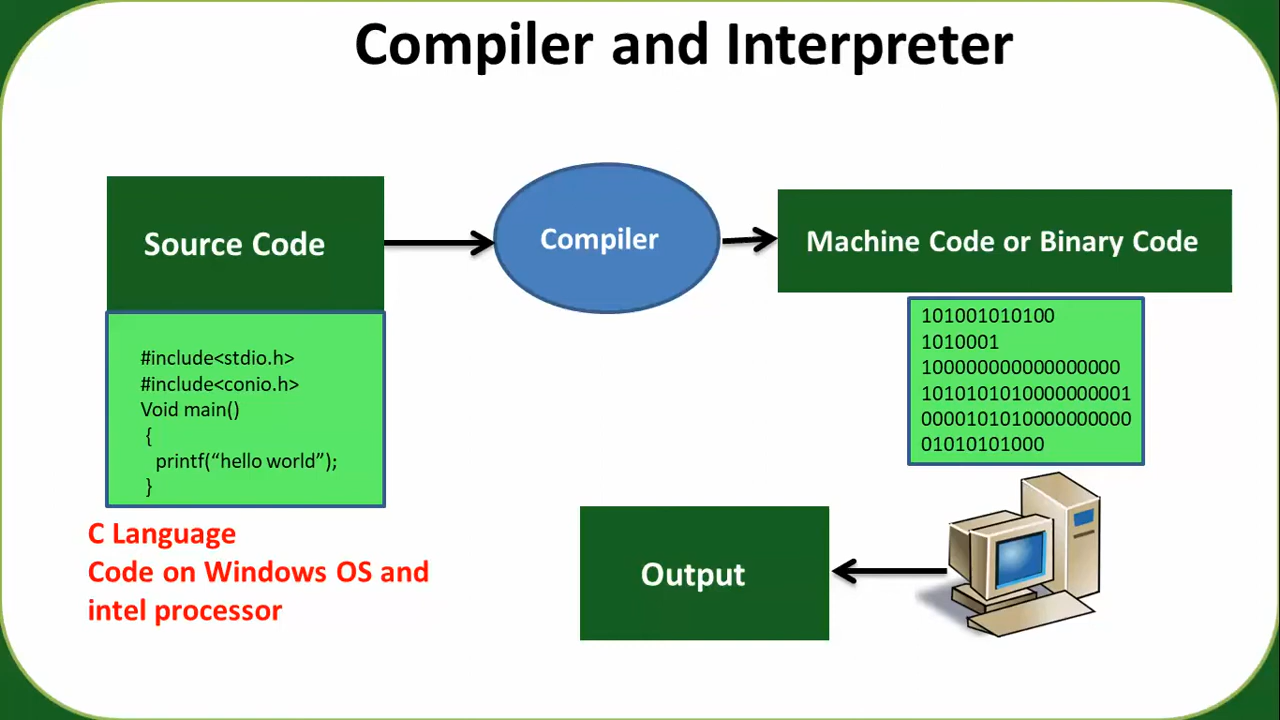 Compiler and Interpreter
Source Code
Compiler
Machine Code or Binary Code
#include<stdio.h>
#include<conio.h>
Void main()
{
printf(“hello world”);
}
101001010100
1010001
100000000000000000
1010101010000000001
0000101010000000000
01010101000
C Language
Code on Windows OS and
intel processor
Output